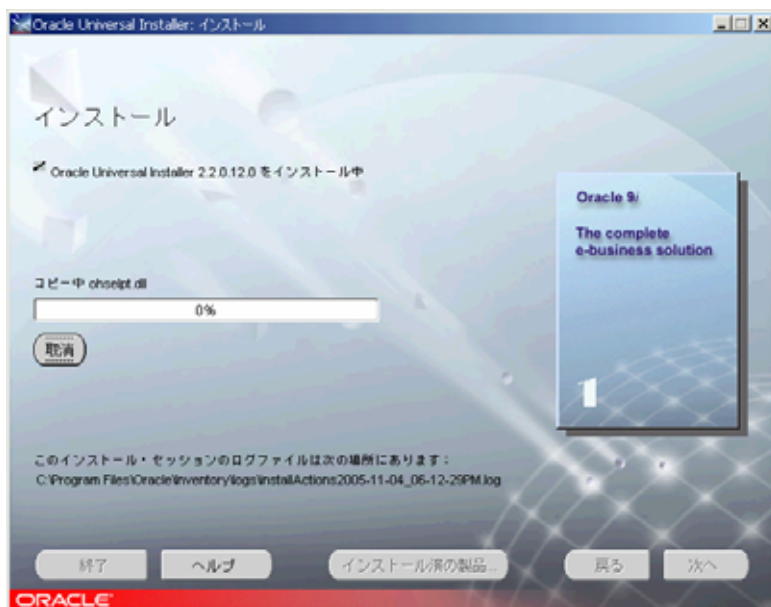 Oracle Universal Installer: インストール
インストール
Oracle Universal Installer 2.2.0.12.0 をインストール中
Oracle 9i
The complete
e-business solution
コピー中 ohselpt.dll
0%
取消
このインストール・セッションのログファイルは次の場所にあります：
C:\Program Files\Oracle\Inventory\logs\installActions2005-11-04_06-12-29PM.log
終了
ヘルプ
インストール済の製品...
戻る
次へ
ORACLE